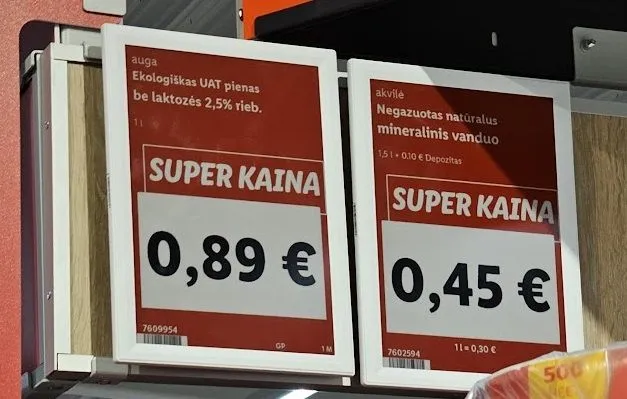 auga
Ekologiškas UAT pienas
be laktozės 2,5% rieb.
1 l
SUPER KAINA
0,89 €
7609954
GP
1 M
akvilė
Negazuotas natūralus
mineralinis vanduo
1,5 l + 0,10 € Depozitas
SUPER KAINA
0,45 €
7602594
1 l = 0,30 €
500